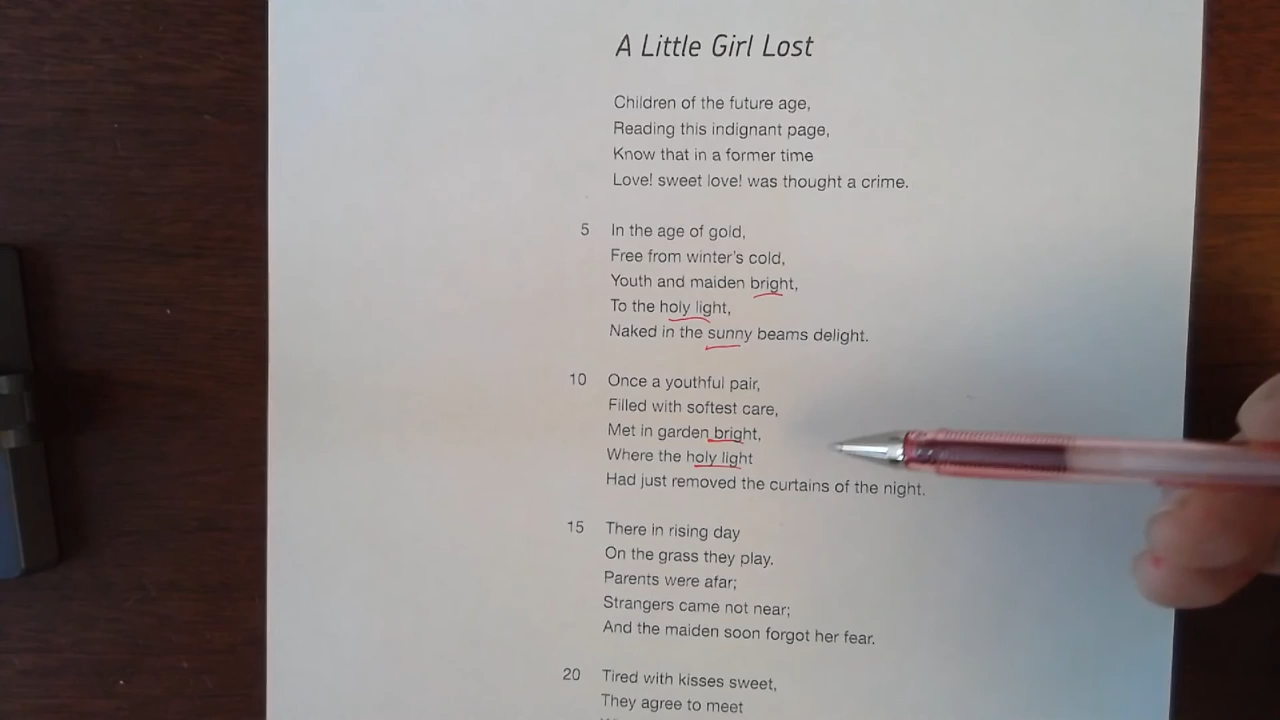 A Little Girl Lost
Children of the future age,
Reading this indignant page,
Know that in a former time
Love! sweet love! was thought a crime.
5 In the age of gold,
Free from winter's cold,
Youth and maiden bright,
To the holy light,
Naked in the sunny beams delight.
10 Once a youthful pair,
Filled with softest care,
Met in garden bright,
Where the holy light
Had just removed the curtains of the night.
15 There in rising day
On the grass they play.
Parents were afar;
Strangers came not near;
And the maiden soon forgot her fear.
20 Tired with kisses sweet,
They agree to meet